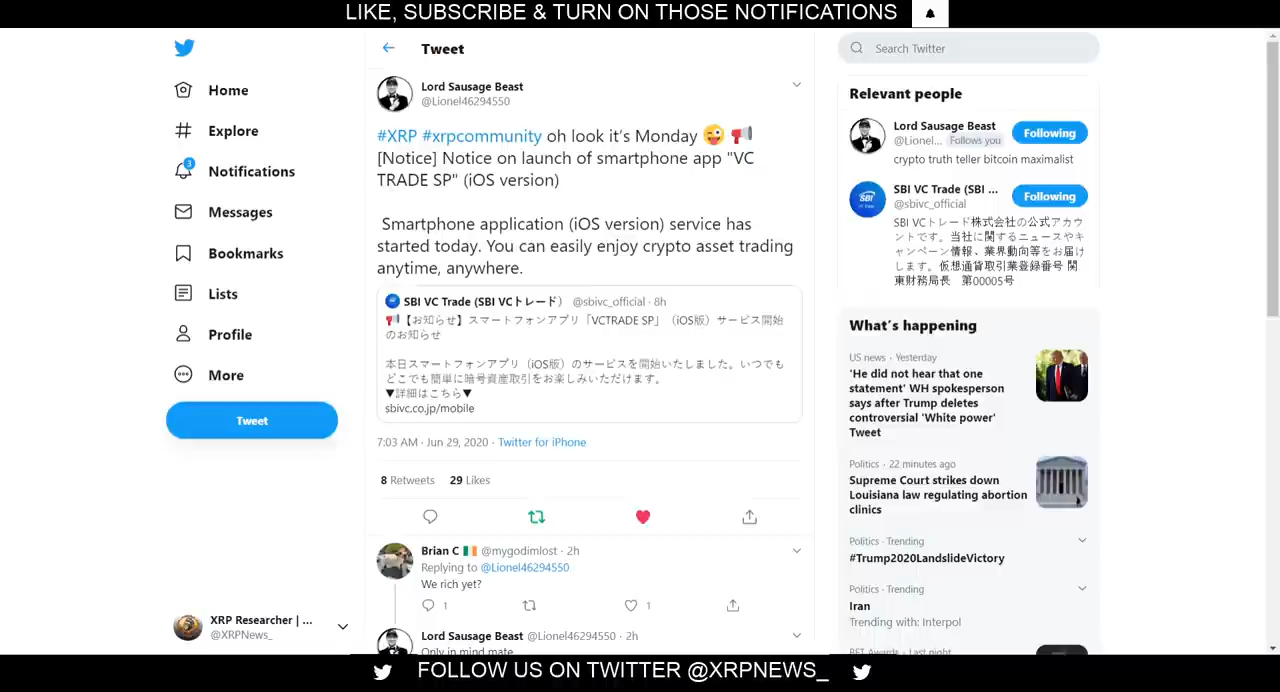 LIKE, SUBSCRIBE & TURN ON THOSE NOTIFICATIONS
Home
Explore
3
Notifications
Messages
Bookmarks
Lists
Profile
More
Tweet
XRP Researcher | ...
@XRPNews_
Tweet
Lord Sausage Beast
@Lionel46294550
#XRP #xrpcommunity oh look it's Monday 😜 📢
[Notice] Notice on launch of smartphone app "VC
TRADE SP" (iOS version)
Smartphone application (iOS version) service has
started today. You can easily enjoy crypto asset trading
anytime, anywhere.
SBI VC Trade (SBI VCトレード) @sbivc_official · 8h
📢【お知らせ】スマートフォンアプリ「VCTRADE SP」（iOS版）サービス開始
のお知らせ
本日スマートフォンアプリ（iOS版）のサービスを開始いたしました。いつでも
どこでも簡単に暗号資産取引をお楽しみいただけます。
▼詳細はこちら▼
sbivc.co.jp/mobile
7:03 AM · Jun 29, 2020 · Twitter for iPhone
8 Retweets 29 Likes
Brian C 🇮🇪 @mygodimlost · 2h
Replying to @Lionel46294550
We rich yet?
1 1
Lord Sausage Beast @Lionel46294550 · 2h
Only in mind mate
Search Twitter
Relevant people
Lord Sausage Beast
@Lionel... Follows you
Following
crypto truth teller bitcoin maximalist
SBI VC Trade (SBI ...
@sbivc_official
Following
SBI VCトレード株式会社の公式アカウ
ントです。当社に関するニュースやキ
ャンペーン情報、業界動向等をお届け
します。仮想通貨取引業登録番号 関
東財務局長　第00005号
What's happening
US news · Yesterday
'He did not hear that one
statement' WH spokesperson
says after Trump deletes
controversial 'White power'
Tweet
Politics · 22 minutes ago
Supreme Court strikes down
Louisiana law regulating abortion
clinics
Politics · Trending
#Trump2020LandslideVictory
Politics · Trending
Iran
Trending with: Interpol
BET Awards · Last night
FOLLOW US ON TWITTER @XRPNEWS_